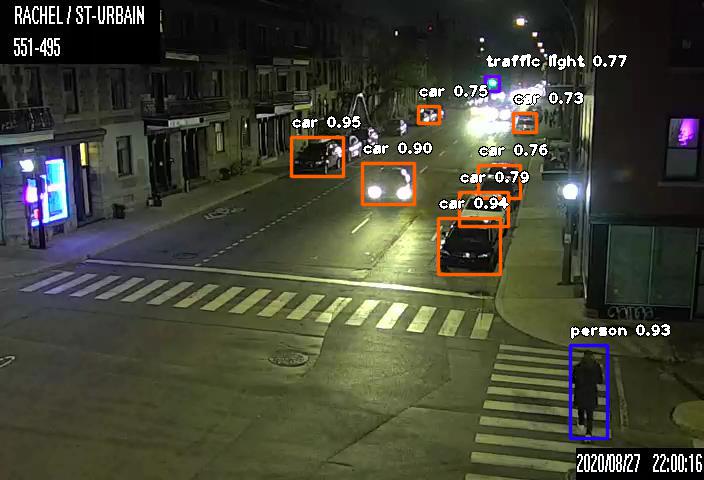 RACHEL / ST-URBAIN
551-495
traffic light 0.77
car 0.75
car 0.73
car 0.95
car 0.90
car 0.76
car 0.79
car 0.94
person 0.93
2020/08/27 22:00:16